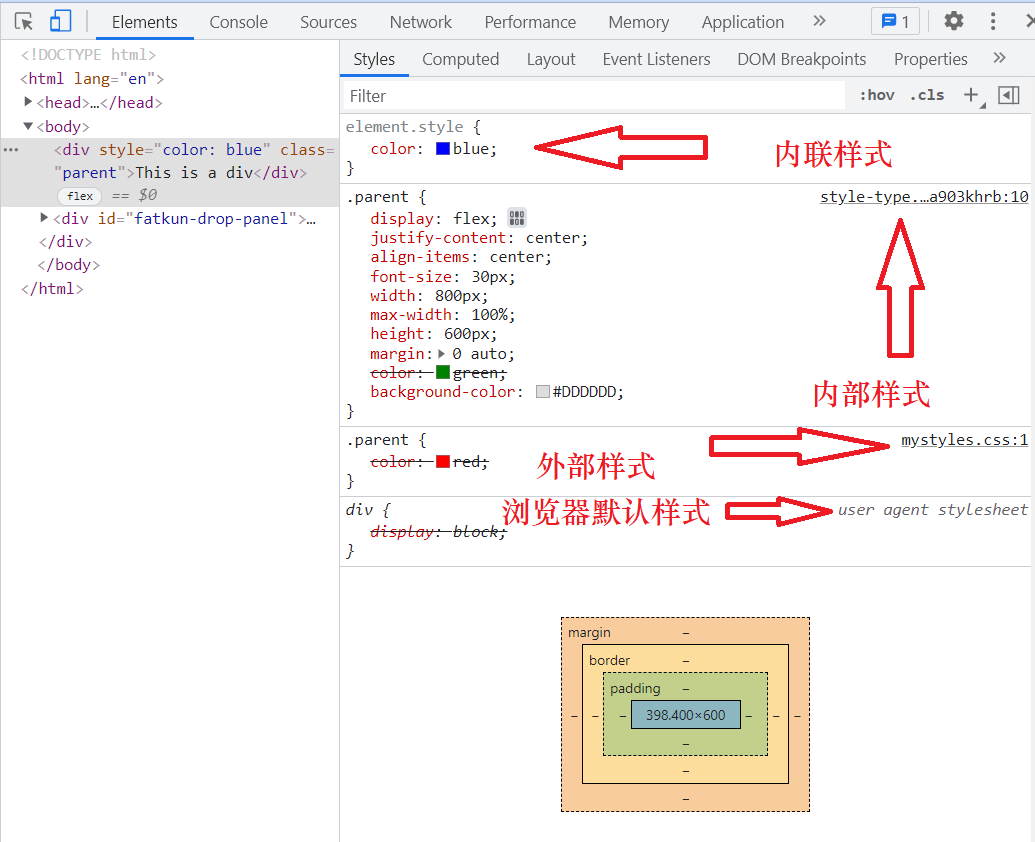 Elements Console Sources Network Performance Memory Application » 1
<!DOCTYPE html>
<html lang="en">
▶<head>…</head>
▼<body>
<div style="color: blue" class=
"parent">This is a div</div>
flex == $0
▶<div id="fatkun-drop-panel">…
</div>
</body>
</html>
Styles Computed Layout Event Listeners DOM Breakpoints Properties »
Filter :hov .cls +
element.style {
color: blue;
}
内联样式
.parent { style-type.…a903khrb:10
display: flex;
justify-content: center;
align-items: center;
font-size: 30px;
width: 800px;
max-width: 100%;
height: 600px;
margin:▶ 0 auto;
color: green;
background-color: #DDDDDD;
}
内部样式
.parent { mystyles.css:1
color: red;
}
外部样式
div { 浏览器默认样式 user agent stylesheet
display: block;
}
margin –
border –
padding –
– – – 398.400×600 – – –
–
–
–